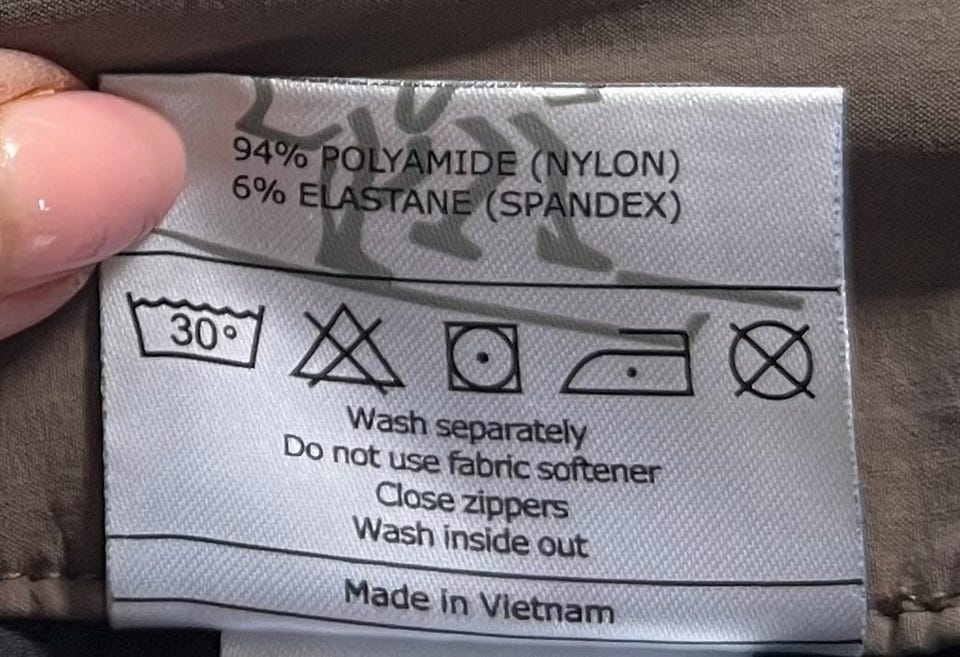 94% POLYAMIDE (NYLON)
6% ELASTANE (SPANDEX)
30°
Wash separately
Do not use fabric softener
Close zippers
Wash inside out
Made in Vietnam